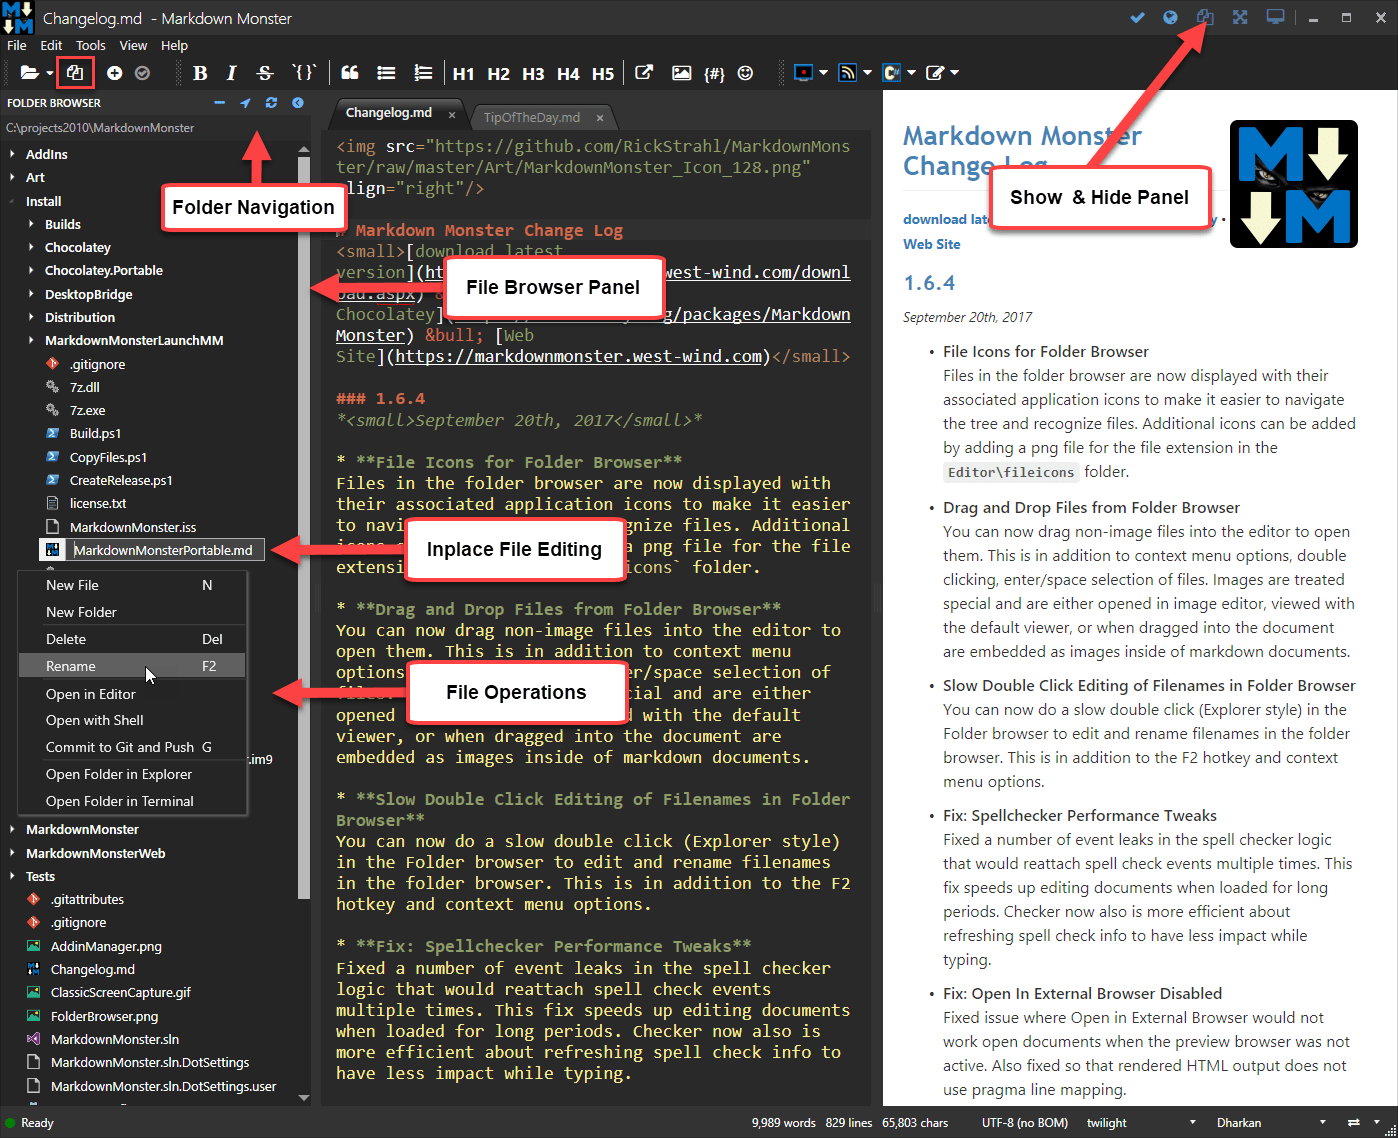 Changelog.md - Markdown Monster
File Edit Tools View Help
B I S `{}` H1 H2 H3 H4 H5 {#} C#
FOLDER BROWSER
C:\projects2010\MarkdownMonster
AddIns
Art
Install
Builds
Chocolatey
Chocolatey.Portable
DesktopBridge
Distribution
MarkdownMonsterLaunchMM
.gitignore
7z.dll
7z.exe
Build.ps1
CopyFiles.ps1
CreateRelease.ps1
license.txt
MarkdownMonster.iss
MarkdownMonsterPortable.md
New File N
New Folder
Delete Del
Rename F2
Open in Editor
Open with Shell
Commit to Git and Push G
Open Folder in Explorer
Open Folder in Terminal
.im9
MarkdownMonster
MarkdownMonsterWeb
Tests
.gitattributes
.gitignore
AddinManager.png
Changelog.md
ClassicScreenCapture.gif
FolderBrowser.png
MarkdownMonster.sln
MarkdownMonster.sln.DotSettings
MarkdownMonster.sln.DotSettings.user
Folder Navigation
File Browser Panel
Inplace File Editing
File Operations
Show & Hide Panel
Changelog.md × TipOfTheDay.md ×
<img src="https://github.com/RickStrahl/MarkdownMons
ter/raw/master/Art/MarkdownMonster_Icon_128.png"
align="right"/>
# Markdown Monster Change Log
<small>[download latest
version](ht west-wind.com/downl
oad.aspx)
Chocolatey] g/packages/Markdown
Monster) &bull; [Web
Site](https://markdownmonster.west-wind.com)</small>
### 1.6.4
*<small>September 20th, 2017</small>*
* **File Icons for Folder Browser**
Files in the folder browser are now displayed with
their associated application icons to make it easier
to navi gnize files. Additional
icons a png file for the file
extensi icons` folder.
* **Drag and Drop Files from Folder Browser**
You can now drag non-image files into the editor to
open them. This is in addition to context menu
options er/space selection of
files. cial and are either
opened d with the default
viewer, or when dragged into the document are
embedded as images inside of markdown documents.
* **Slow Double Click Editing of Filenames in Folder
Browser**
You can now do a slow double click (Explorer style)
in the Folder browser to edit and rename filenames
in the folder browser. This is in addition to the F2
hotkey and context menu options.
* **Fix: Spellchecker Performance Tweaks**
Fixed a number of event leaks in the spell checker
logic that would reattach spell check events
multiple times. This fix speeds up editing documents
when loaded for long periods. Checker now also is
more efficient about refreshing spell check info to
have less impact while typing.
Markdown Monster
Change Log
download late y •
Web Site
1.6.4
September 20th, 2017
• File Icons for Folder Browser
Files in the folder browser are now displayed with their
associated application icons to make it easier to navigate
the tree and recognize files. Additional icons can be added
by adding a png file for the file extension in the
Editor\fileicons folder.
• Drag and Drop Files from Folder Browser
You can now drag non-image files into the editor to open
them. This is in addition to context menu options, double
clicking, enter/space selection of files. Images are treated
special and are either opened in image editor, viewed with
the default viewer, or when dragged into the document
are embedded as images inside of markdown documents.
• Slow Double Click Editing of Filenames in Folder Browser
You can now do a slow double click (Explorer style) in the
Folder browser to edit and rename filenames in the folder
browser. This is in addition to the F2 hotkey and context
menu options.
• Fix: Spellchecker Performance Tweaks
Fixed a number of event leaks in the spell checker logic
that would reattach spell check events multiple times. This
fix speeds up editing documents when loaded for long
periods. Checker now also is more efficient about
refreshing spell check info to have less impact while
typing.
• Fix: Open In External Browser Disabled
Fixed issue where Open in External Browser would not
work open documents when the preview browser was not
active. Also fixed so that rendered HTML output does not
use pragma line mapping.
Ready 9,989 words 829 lines 65,803 chars UTF-8 (no BOM) twilight Dharkan